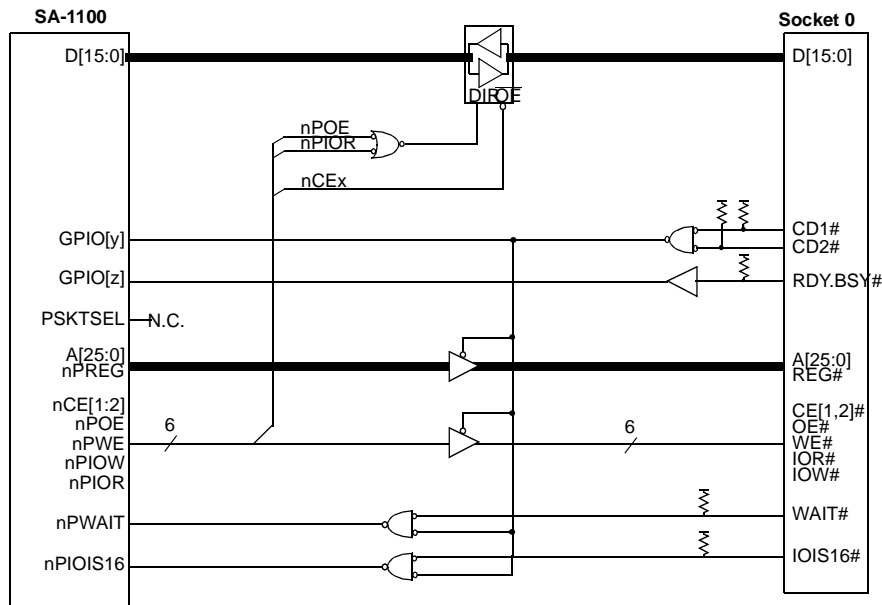 SA-1100
Socket 0
D[15:0]
D[15:0]
DIR
OE
nPOE
nPIOR
nCEx
GPIO[y]
CD1#
CD2#
GPIO[z]
RDY.BSY#
PSKTSEL
N.C.
A[25:0]
nPREG
A[25:0]
REG#
nCE[1:2]
nPOE
nPWE
nPIOW
nPIOR
6
6
CE[1,2]#
OE#
WE#
IOR#
IOW#
nPWAIT
WAIT#
nPIOIS16
IOIS16#